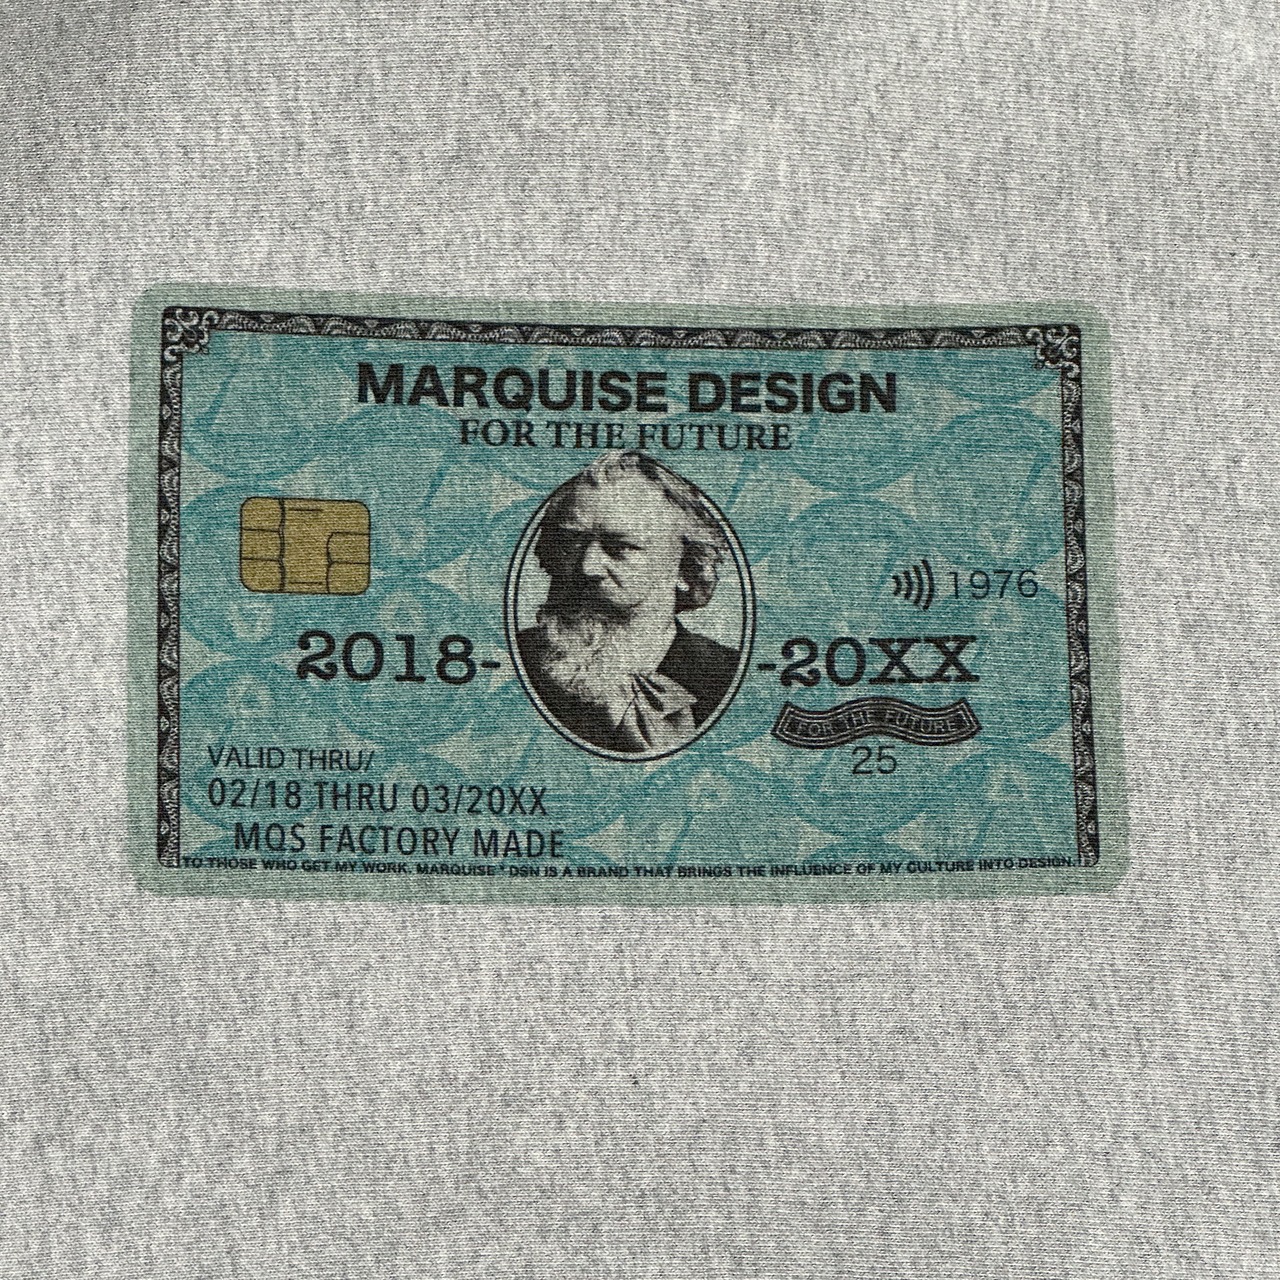 MARQUISE DESIGN
FOR THE FUTURE
1976
2018-
-20XX
FOR THE FUTURE
25
VALID THRU/
02/18 THRU 03/20XX
MQS FACTORY MADE
TO THOSE WHO GET MY WORK. MARQUISE * DSN IS A BRAND THAT BRINGS THE INFLUENCE OF MY CULTURE INTO DESIGN.